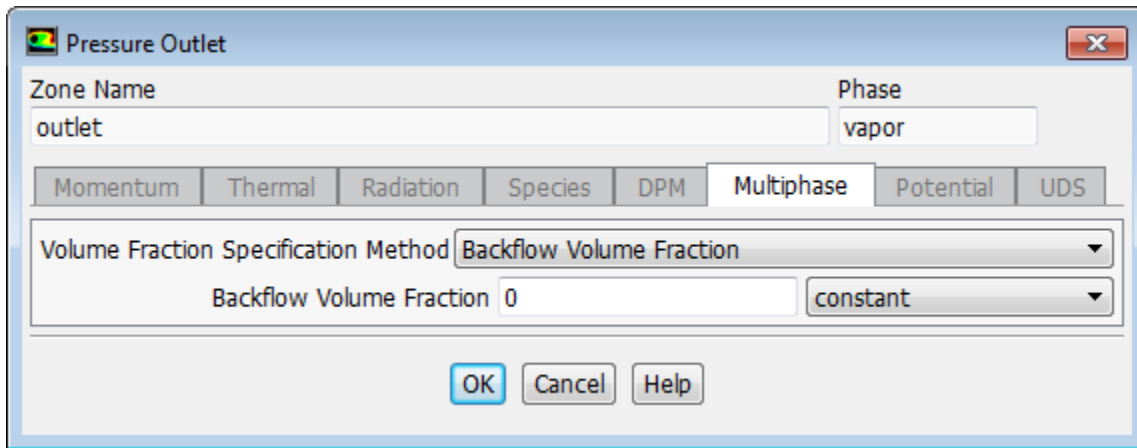 Pressure Outlet
Zone Name Phase
outlet vapor
Momentum Thermal Radiation Species DPM Multiphase Potential UDS
Volume Fraction Specification Method Backflow Volume Fraction
Backflow Volume Fraction 0 constant
OK Cancel Help